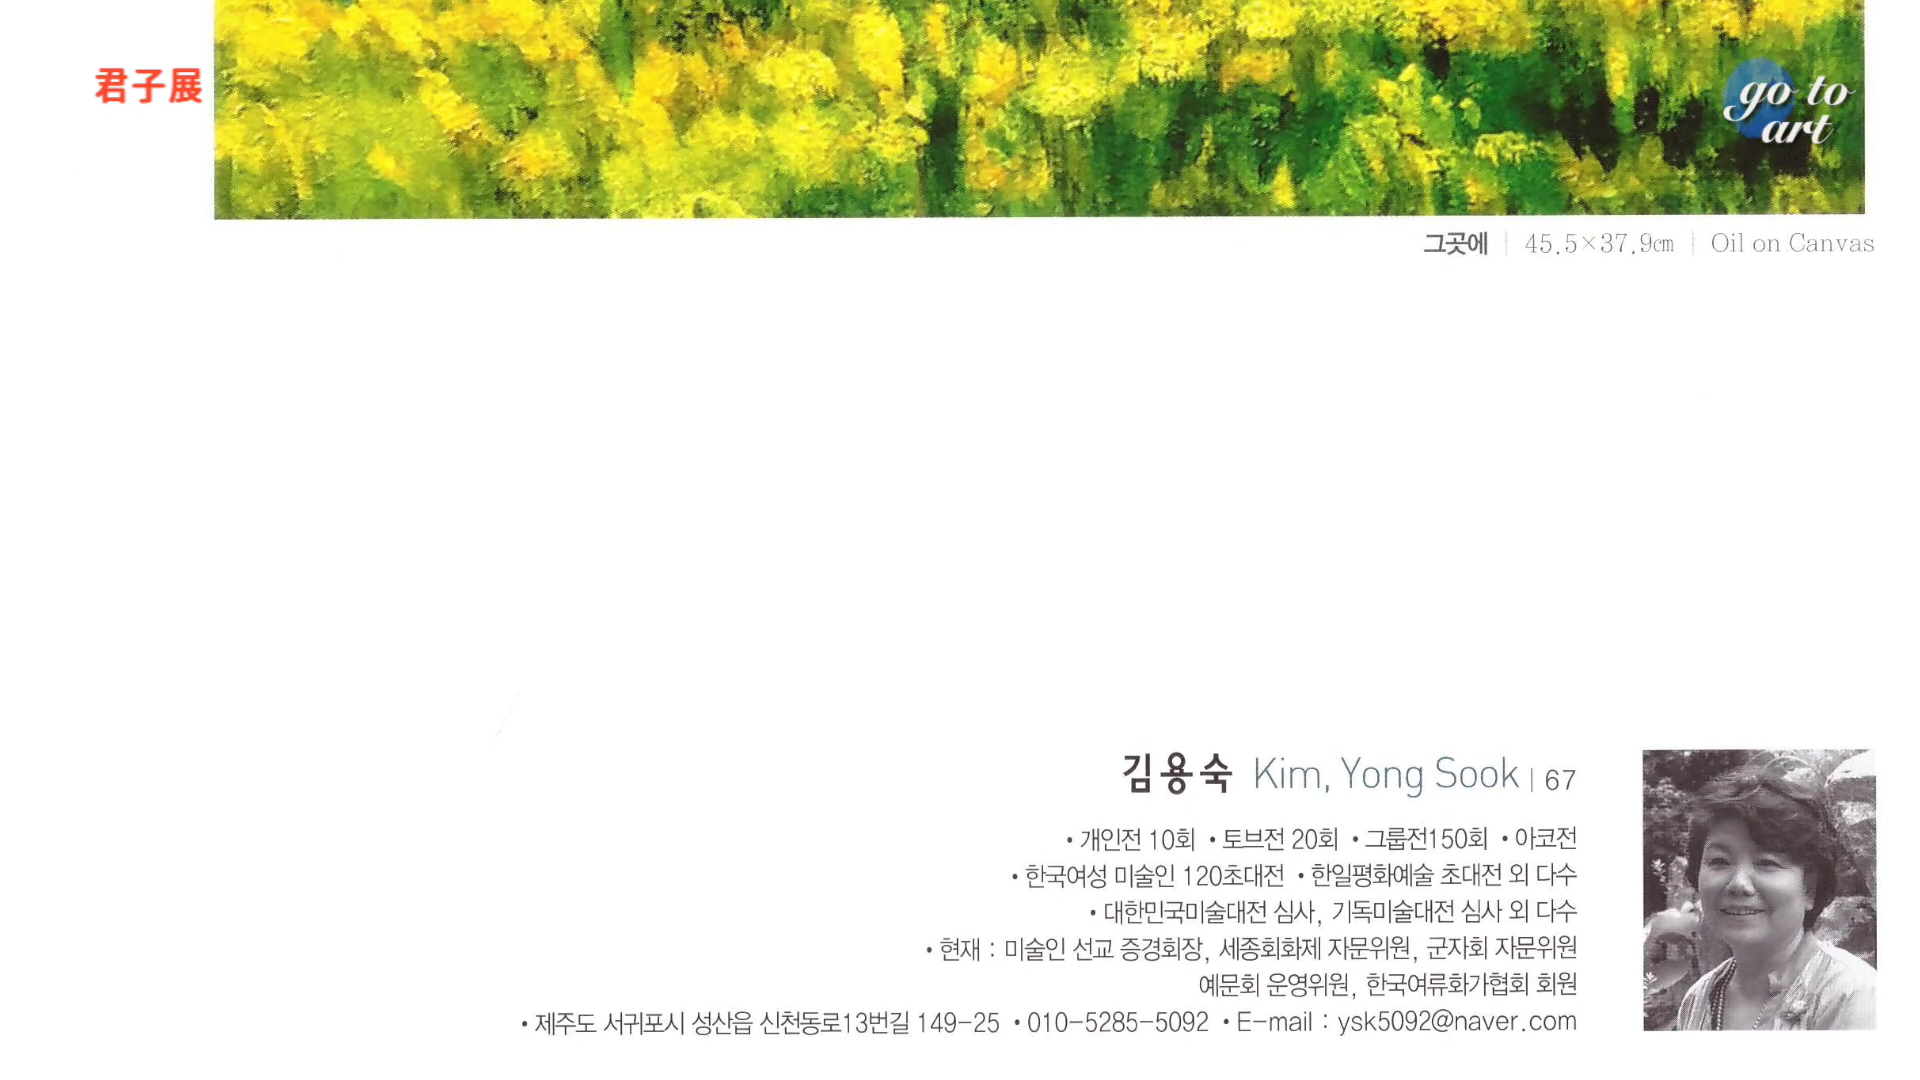 君子展
go to
art
그곳에 | 45.5×37.9㎝ | Oil on Canvas
김용숙 Kim, Yong Sook | 67
• 개인전 10회 • 토브전 20회 • 그룹전150회 • 아코전
• 한국여성 미술인 120초대전 • 한일평화예술 초대전 외 다수
• 대한민국미술대전 심사, 기독미술대전 심사 외 다수
• 현재 : 미술인 선교 증경회장, 세종회화제 자문위원, 군자회 자문위원
예문회 운영위원, 한국여류화가협회 회원
• 제주도 서귀포시 성산읍 신천동로13번길 149-25 • 010-5285-5092 • E-mail : ysk5092@naver.com